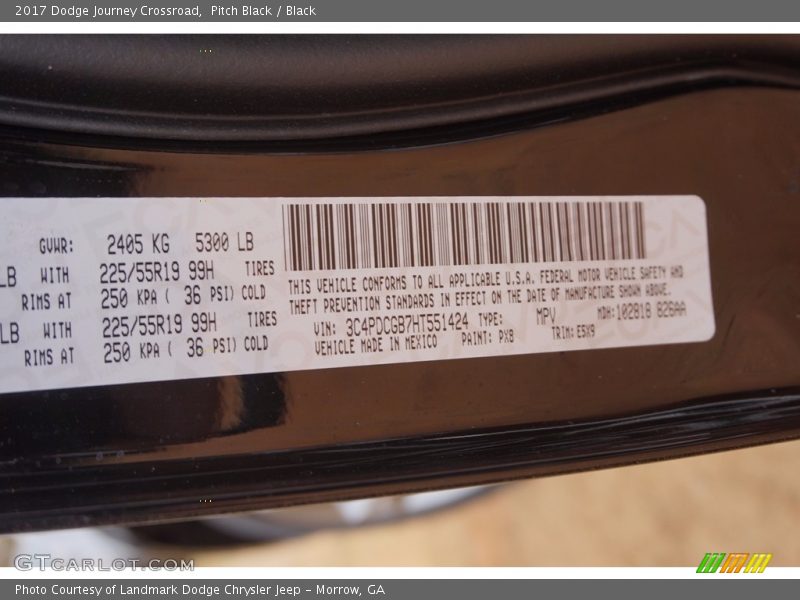 2017 Dodge Journey Crossroad, Pitch Black / Black
GVWR: 2405 KG 5300 LB
LB WITH 225/55R19 99H TIRES
RIMS AT 250 KPA ( 36 PSI) COLD
LB WITH 225/55R19 99H TIRES
RIMS AT 250 KPA ( 36 PSI) COLD
THIS VEHICLE CONFORMS TO ALL APPLICABLE U.S.A. FEDERAL MOTOR VEHICLE SAFETY AND
THEFT PREVENTION STANDARDS IN EFFECT ON THE DATE OF MANUFACTURE SHOWN ABOVE.
VIN: 3C4PDCGB7HT551424 TYPE: MPV MDH:102818 826AA
VEHICLE MADE IN MEXICO PAINT: PX8 TRIM:E5X9
GTCARLOT.COM
Photo Courtesy of Landmark Dodge Chrysler Jeep – Morrow, GA